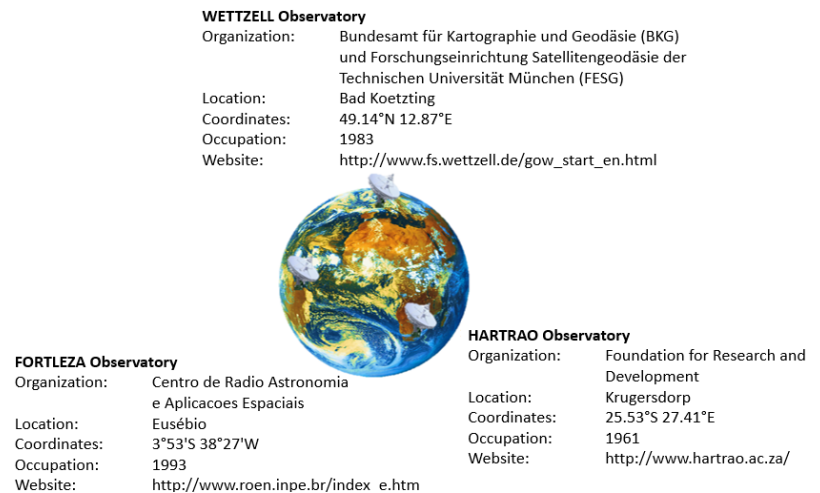 WETTZELL Observatory
Organization: Bundesamt für Kartographie und Geodäsie (BKG)
und Forschungseinrichtung Satellitengeodäsie der
Technischen Universität München (FESG)
Location: Bad Koetzting
Coordinates: 49.14°N 12.87°E
Occupation: 1983
Website: http://www.fs.wettzell.de/gow_start_en.html
FORTLEZA Observatory
Organization: Centro de Radio Astronomia
e Aplicacoes Espaciais
Location: Eusébio
Coordinates: 3°53'S 38°27'W
Occupation: 1993
Website: http://www.roen.inpe.br/index_e.htm
HARTRAO Observatory
Organization: Foundation for Research and
Development
Location: Krugersdorp
Coordinates: 25.53°S 27.41°E
Occupation: 1961
Website: http://www.hartrao.ac.za/